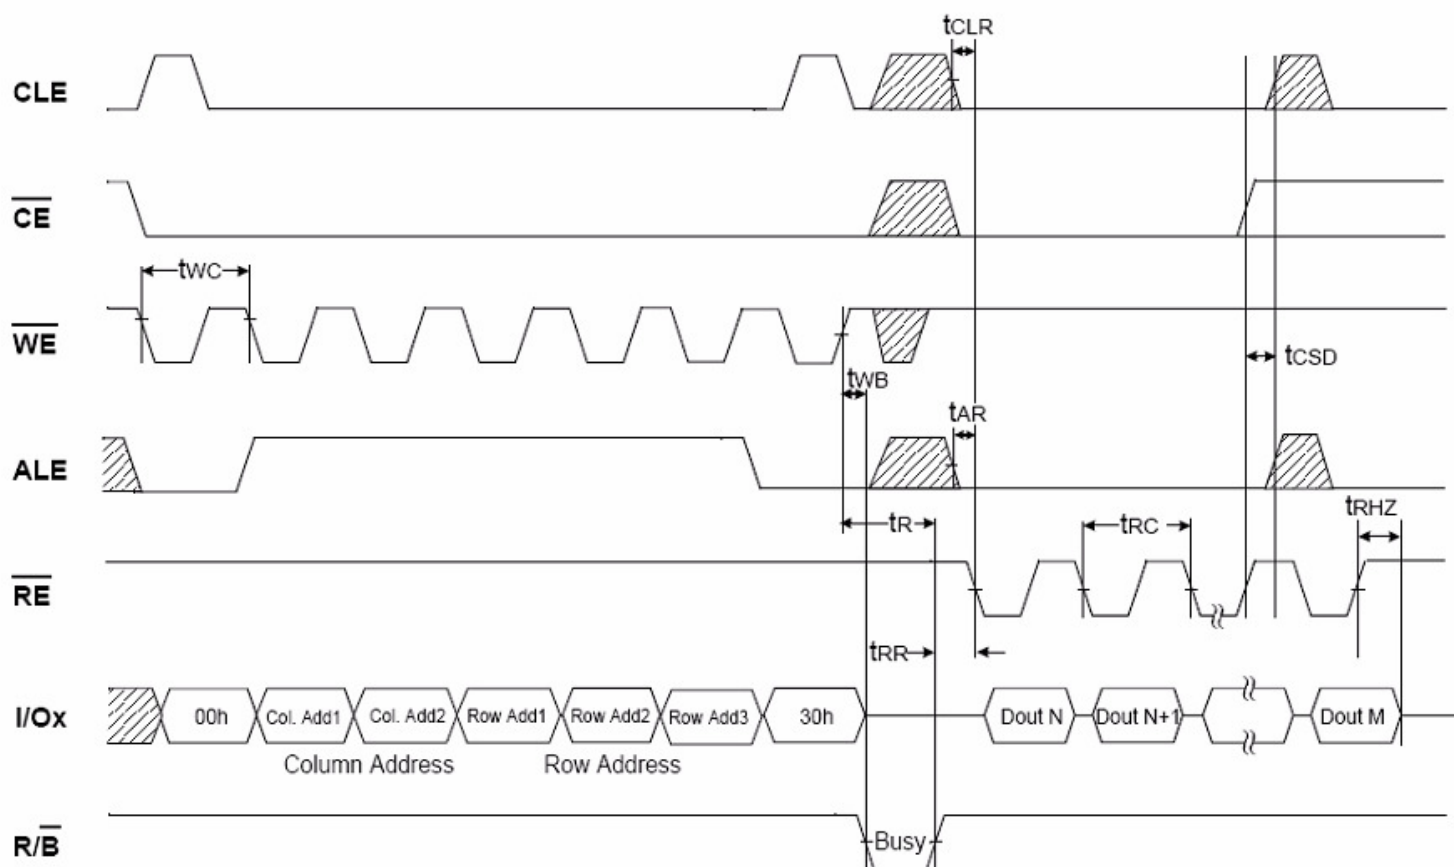 tCLR
CLE
CE
tWC
WE
tCSD
tWB
tAR
ALE
tRHZ
tR
tRC
RE
tRR
I/Ox 00h Col. Add1 Col. Add2 Row Add1 Row Add2 Row Add3 30h Dout N Dout N+1 Dout M
Column Address Row Address
R/B Busy